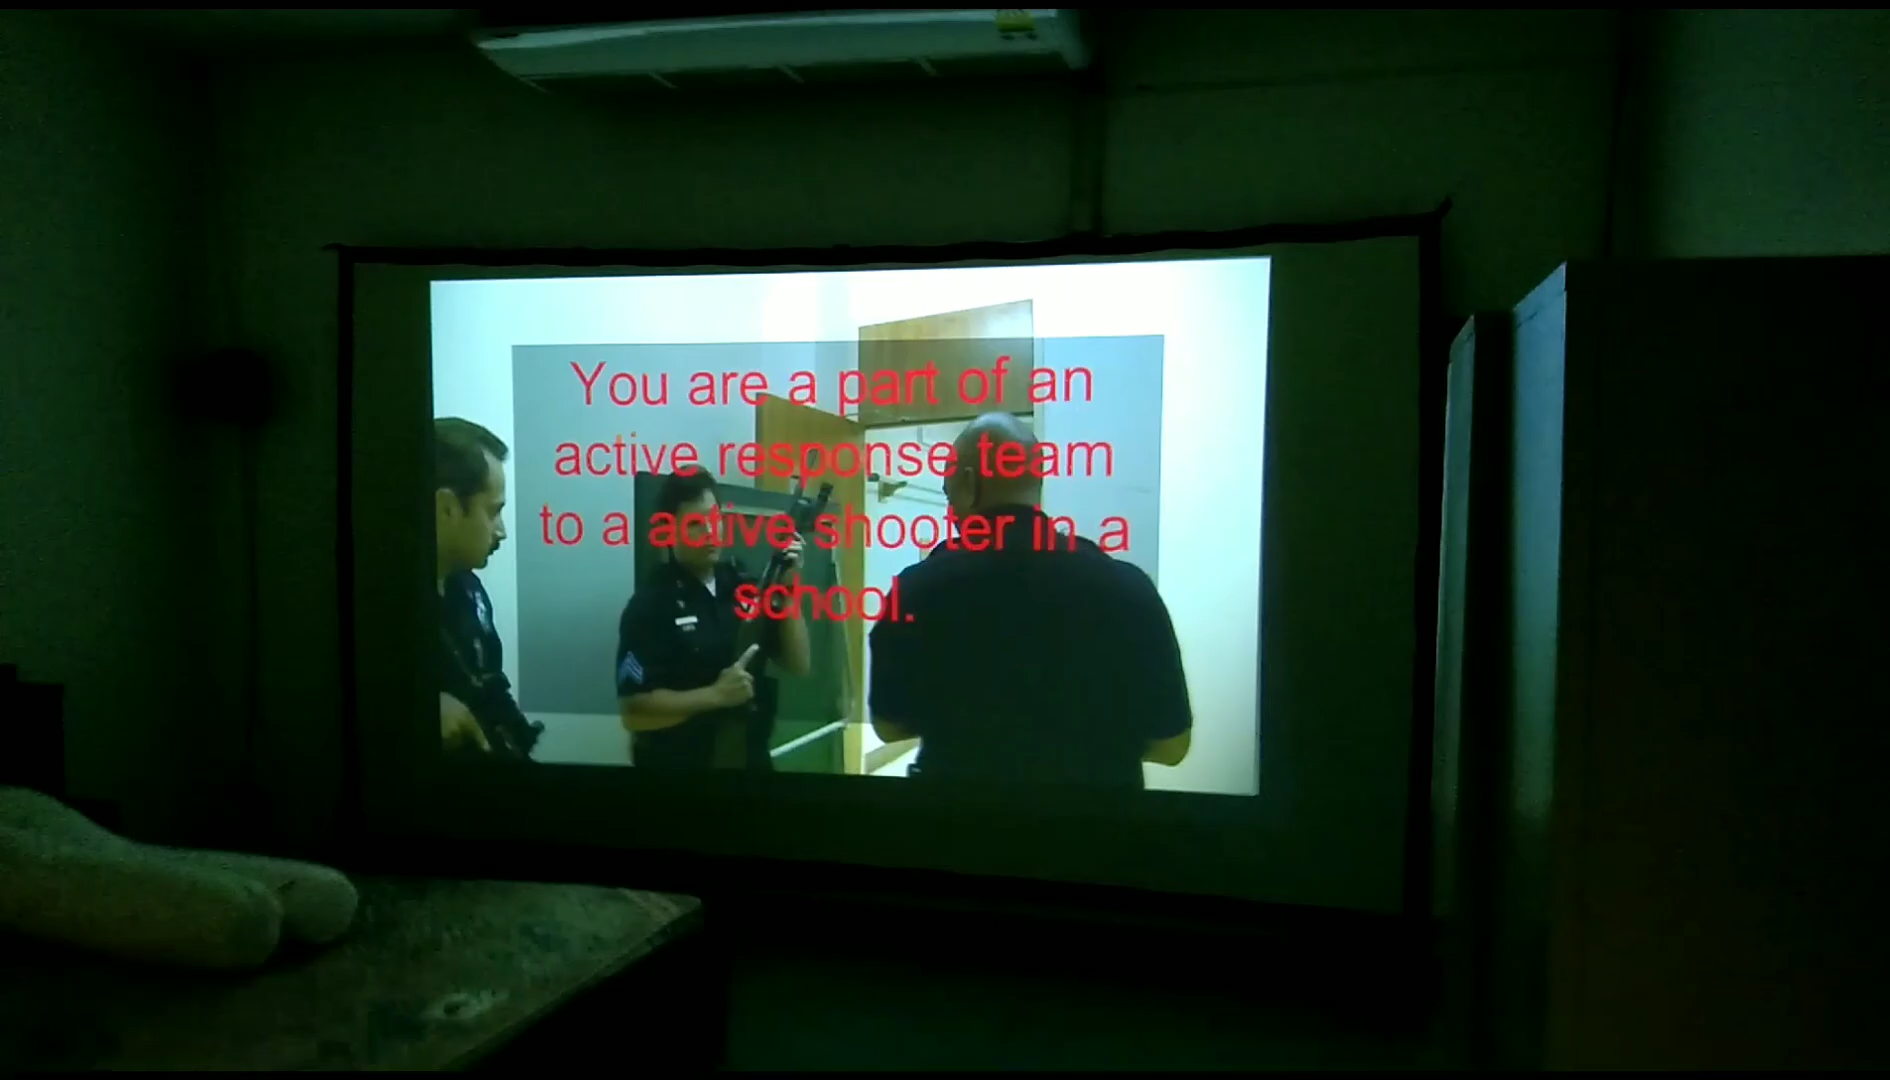 You are a part of an
active response team
to a active shooter in a
school.